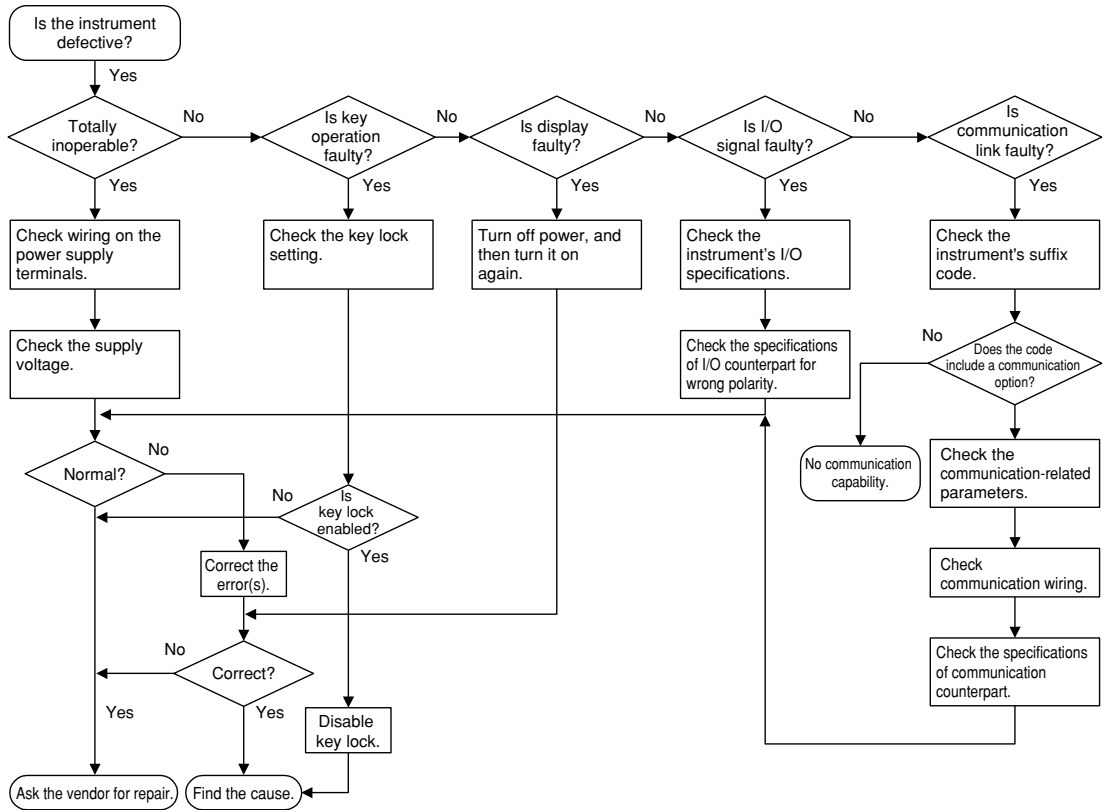 Is the instrument
defective?
Yes
No
No
No
No
Totally
inoperable?
Is key
operation
faulty?
Is display
faulty?
Is I/O
signal faulty?
Is
communication
link faulty?
Yes
Yes
Yes
Yes
Yes
Check wiring on the
power supply
terminals.
Check the key lock
setting.
Turn off power, and
then turn it on
again.
Check the
instrument's I/O
specifications.
Check the
instrument's suffix
code.
Check the supply
voltage.
Check the specifications
of I/O counterpart for
wrong polarity.
No
Does the code
include a communication
option?
No
Normal?
No communication
capability.
Check the
communication-related
parameters.
No
Is
key lock
enabled?
Yes
Correct the
error(s).
Check
communication wiring.
No
Correct?
Check the specifications
of communication
counterpart.
Yes
Yes
Disable
key lock.
Ask the vendor for repair.
Find the cause.